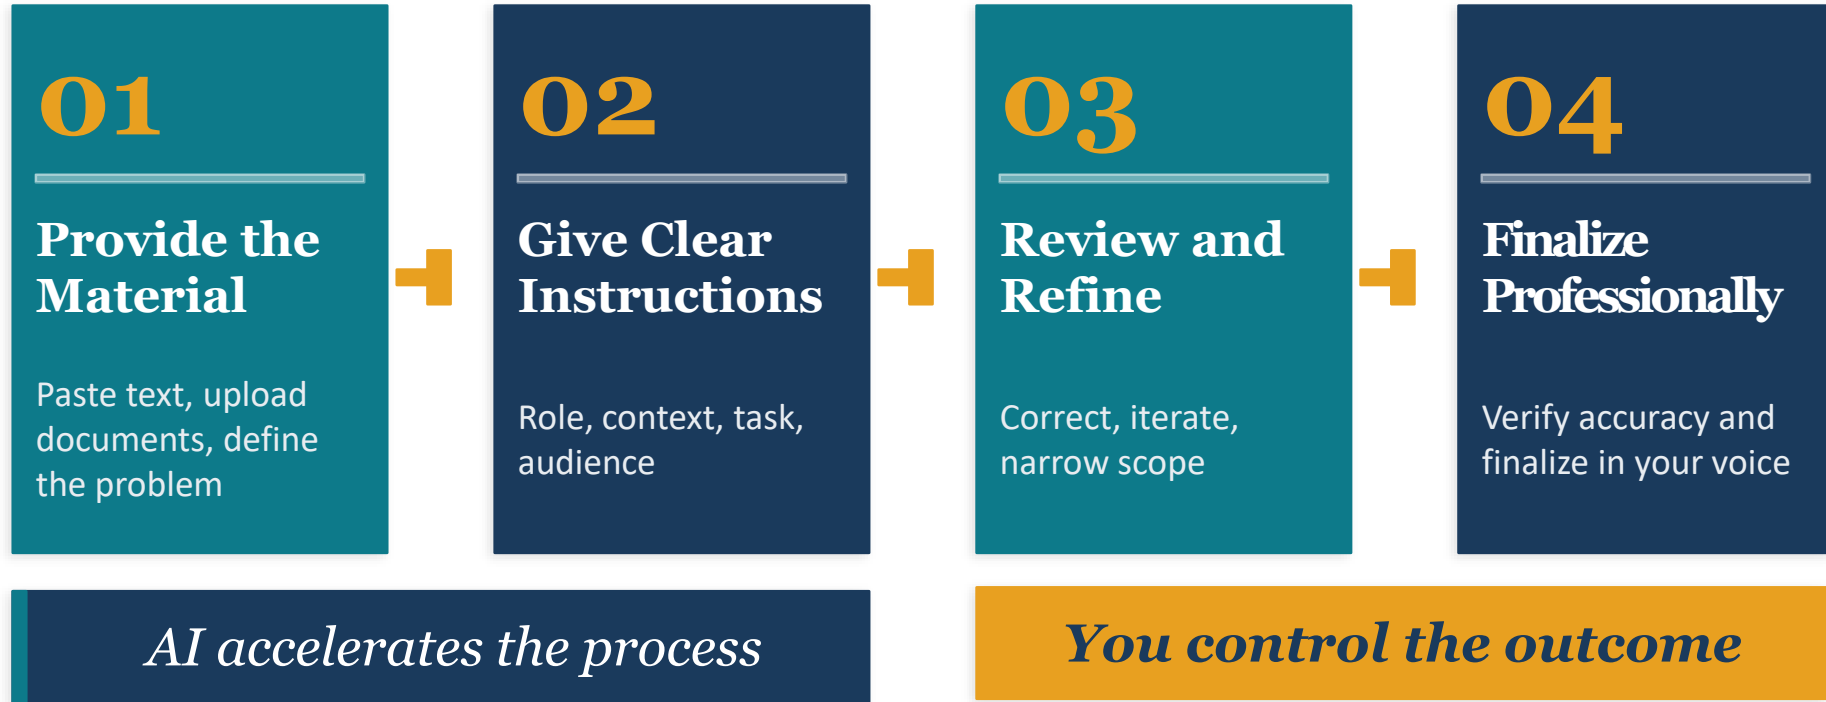 01
Provide the
Material
Paste text, upload
documents, define
the problem
02
Give Clear
Instructions
Role, context, task,
audience
03
Review and
Refine
Correct, iterate,
narrow scope
04
Finalize
Professionally
Verify accuracy and
finalize in your voice
AI accelerates the process
You control the outcome